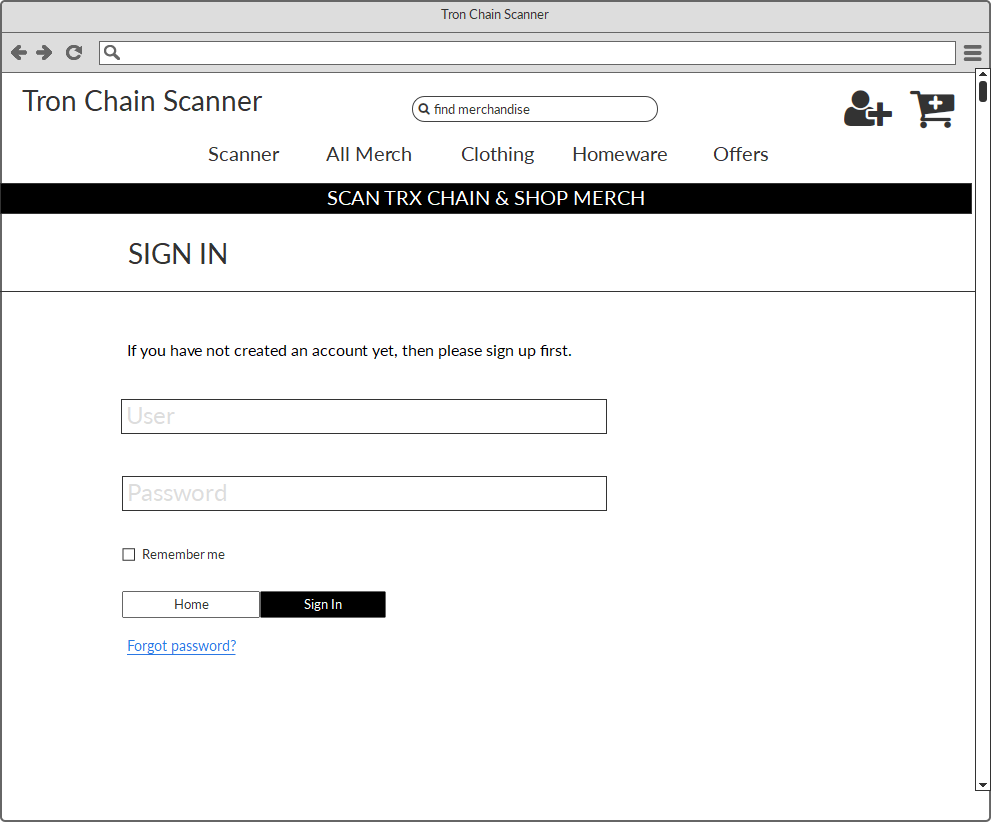 Tron Chain Scanner
Tron Chain Scanner
find merchandise
Scanner All Merch Clothing Homeware Offers
SCAN TRX CHAIN & SHOP MERCH
SIGN IN
If you have not created an account yet, then please sign up first.
User
Password
Remember me
Home Sign In
Forgot password?